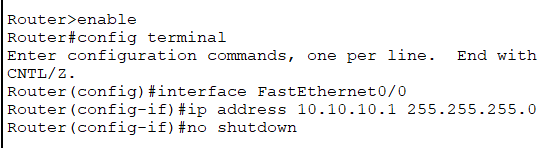 Router>enable
Router#config terminal
Enter configuration commands, one per line.  End with
CNTL/Z.
Router(config)#interface FastEthernet0/0
Router(config-if)#ip address 10.10.10.1 255.255.255.0
Router(config-if)#no shutdown